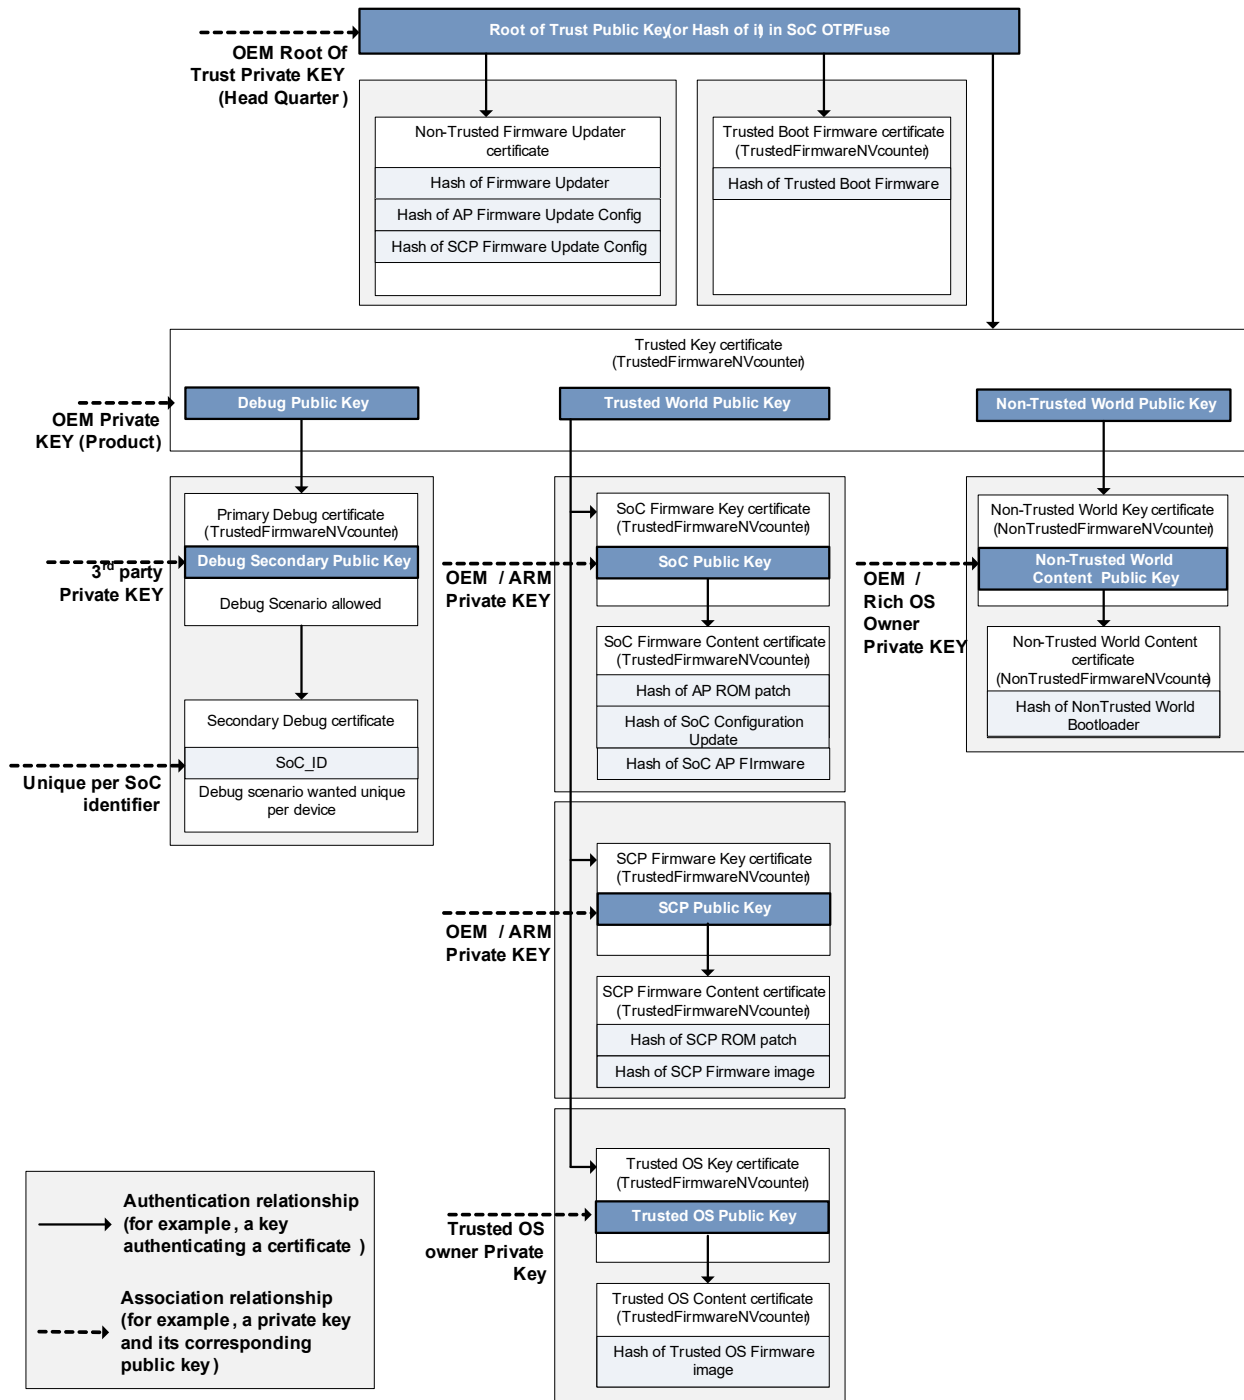 Root of Trust Public Key(or Hash of it) in SoC OTP/Fuse
OEM Root Of
Trust Private KEY
(Head Quarter )
Non-Trusted Firmware Updater
certificate
Hash of Firmware Updater
Hash of AP Firmware Update Config
Hash of SCP Firmware Update Config
Trusted Boot Firmware certificate
(TrustedFirmwareNVcounter)
Hash of Trusted Boot Firmware
Trusted Key certificate
(TrustedFirmwareNVcounter)
OEM Private
KEY (Product)
Debug Public Key
Trusted World Public Key
Non-Trusted World Public Key
Primary Debug certificate
(TrustedFirmwareNVcounter)
Debug Secondary Public Key
Debug Scenario allowed
3rd party
Private KEY
Secondary Debug certificate
SoC_ID
Debug scenario wanted unique
per device
Unique per SoC
identifier
SoC Firmware Key certificate
(TrustedFirmwareNVcounter)
SoC Public Key
OEM / ARM
Private KEY
SoC Firmware Content certificate
(TrustedFirmwareNVcounter)
Hash of AP ROM patch
Hash of SoC Configuration
Update
Hash of SoC AP FIrmware
Non-Trusted World Key certificate
(NonTrustedFirmwareNVcounter)
Non-Trusted World
Content Public Key
OEM /
Rich OS
Owner
Private KEY
Non-Trusted World Content
certificate
(NonTrustedFirmwareNVcounte)
Hash of NonTrusted World
Bootloader
SCP Firmware Key certificate
(TrustedFirmwareNVcounter)
SCP Public Key
OEM / ARM
Private KEY
SCP Firmware Content certificate
(TrustedFirmwareNVcounter)
Hash of SCP ROM patch
Hash of SCP Firmware image
Trusted OS Key certificate
(TrustedFirmwareNVcounter)
Trusted OS Public Key
Trusted OS
owner Private
Key
Trusted OS Content certificate
(TrustedFirmwareNVcounter)
Hash of Trusted OS Firmware
image
Authentication relationship
(for example, a key
authenticating a certificate )
Association relationship
(for example, a private key
and its corresponding
public key)